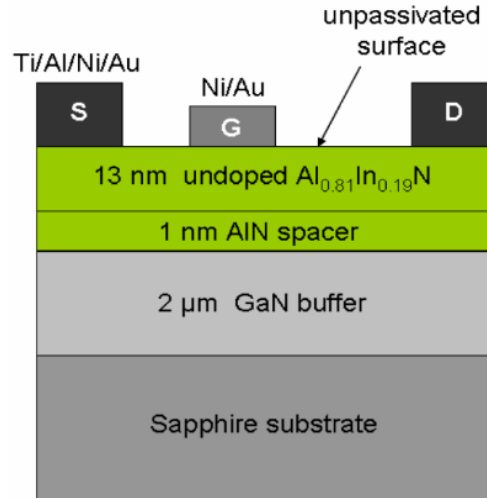 unpassivated
surface
Ti/Al/Ni/Au
Ni/Au
S
G
D
13 nm undoped Al0.81In0.19N
1 nm AlN spacer
2 µm GaN buffer
Sapphire substrate